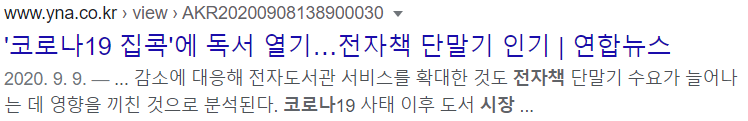 www.yna.co.kr › view › AKR20200908138900030
'코로나19 집콕'에 독서 열기…전자책 단말기 인기 | 연합뉴스
2020. 9. 9. — ... 감소에 대응해 전자도서관 서비스를 확대한 것도 전자책 단말기 수요가 늘어나
는 데 영향을 끼친 것으로 분석된다. 코로나19 사태 이후 도서 시장 ...